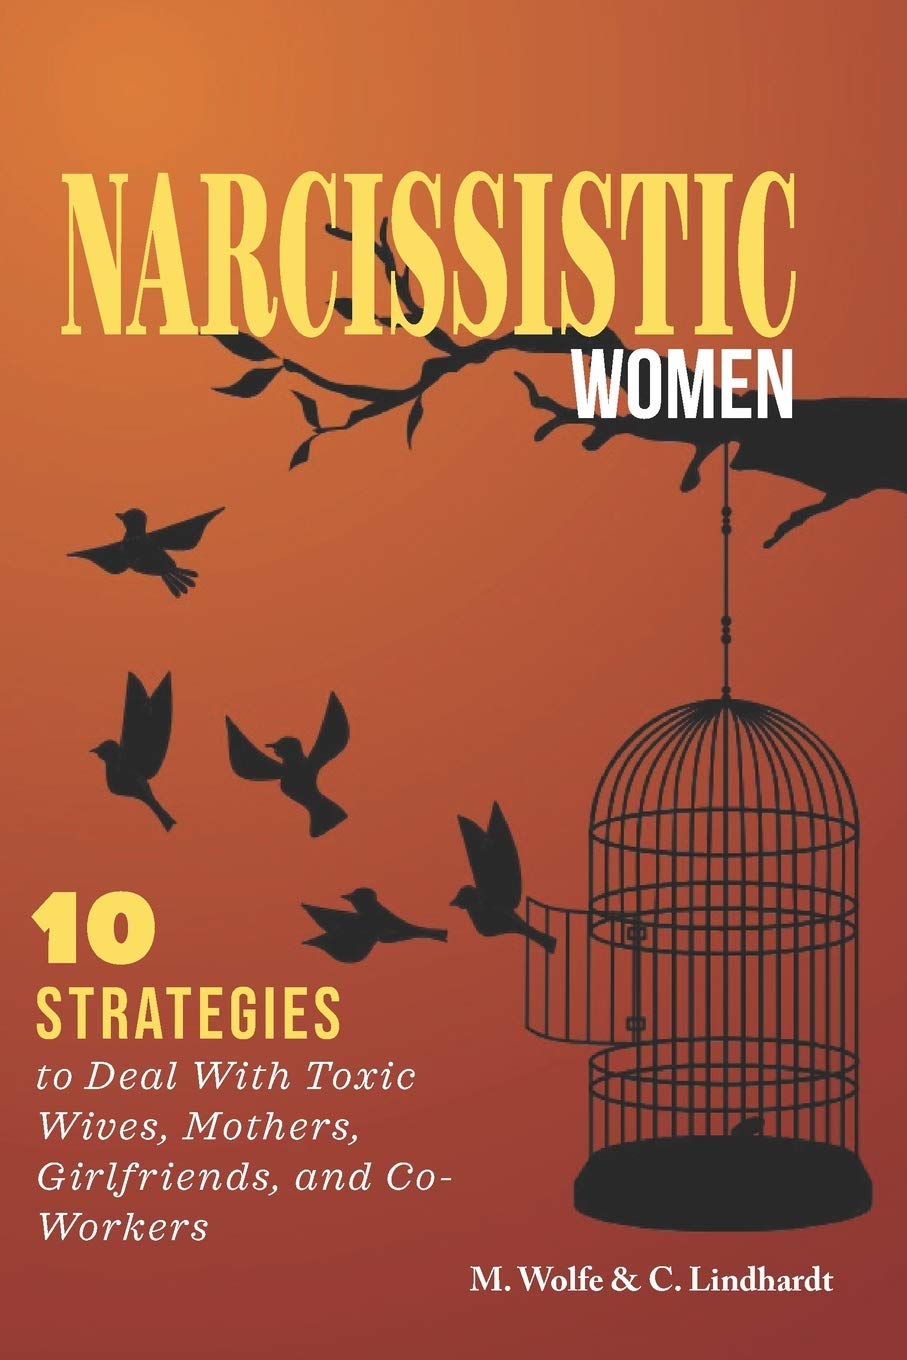 NARCISSISTIC
WOMEN
10
STRATEGIES
to Deal With Toxic
Wives, Mothers,
Girlfriends, and Co-
Workers
M. Wolfe & C. Lindhardt